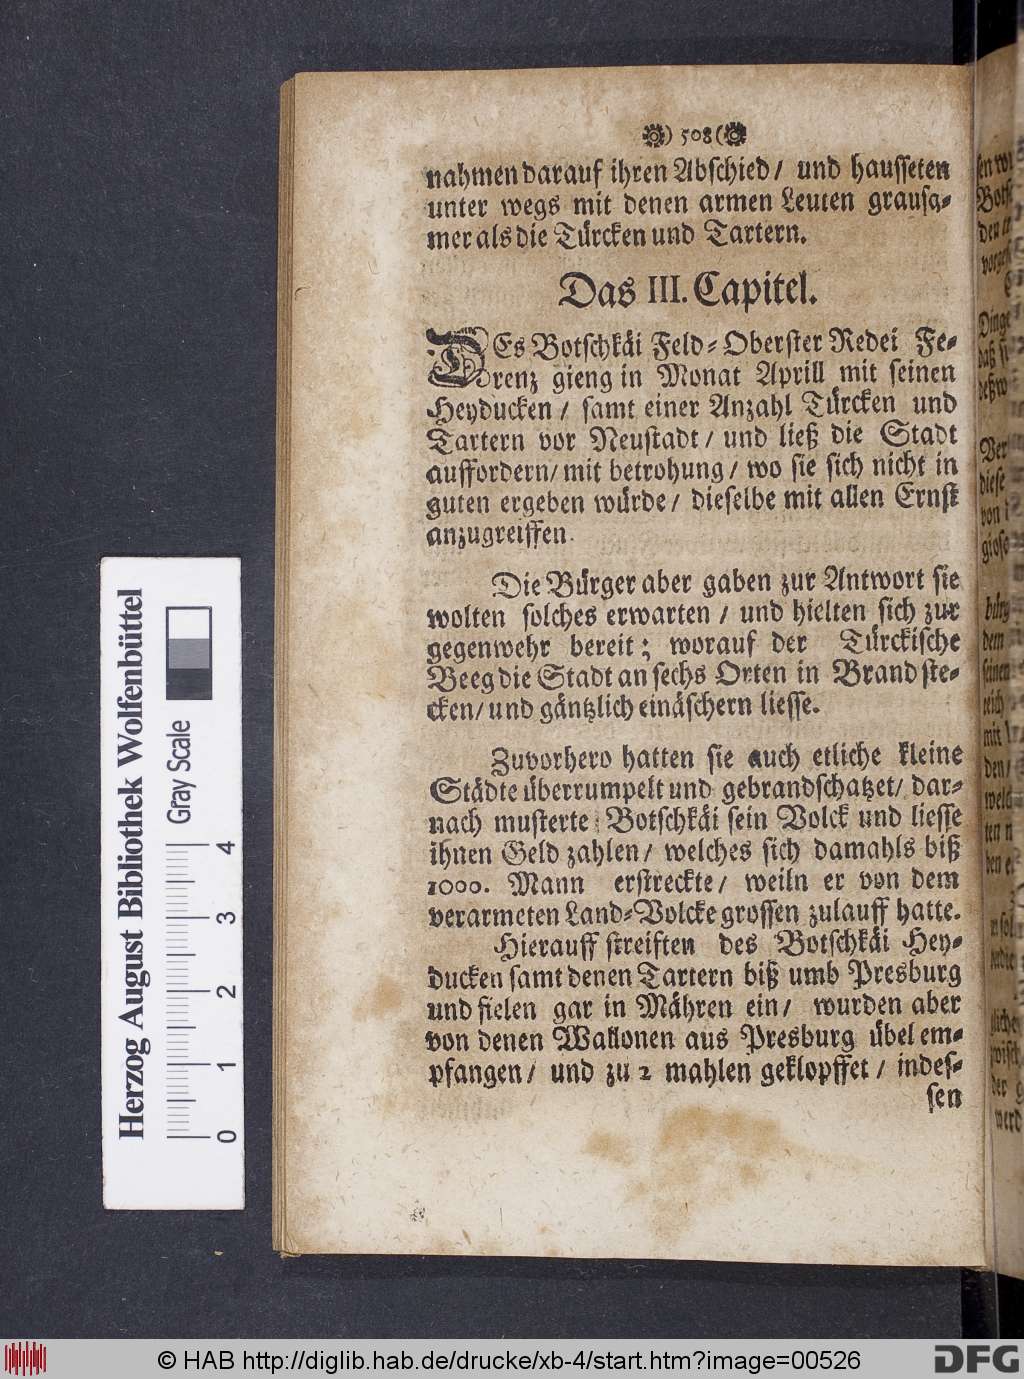 ) 508 (
nahmen darauf ihren Abschied / und hausseten
unter wegs mit denen armen Leuten grausa-
mer als die Türcken und Tartern.
Das III. Capitel.
DEs Botschkäi Feld-Oberster Redei Fe-
renz gieng in Monat Aprill mit seinen
Heyducken / samt einer Anzahl Türcken und
Tartern vor Neustadt / und ließ die Stadt
auffordern / mit betrohung / wo sie sich nicht in
guten ergeben würde / dieselbe mit allen Ernst
anzugreiffen.
Die Bürger aber gaben zur Antwort sie
wolten solches erwarten / und hielten sich zur
gegenwehr bereit; worauf der Türckische
Beeg die Stadt an sechs Orten in Brand ste-
cken / und gäntzlich einäschern liesse.
Zuvorhero hatten sie auch etliche kleine
Städte überrumpelt und gebrandschatzet / dar-
nach musterte Botschkäi sein Volck und liesse
ihnen Geld zahlen / welches sich damahls biß
1000. Mann erstreckte / weiln er von dem
verarmeten Land-Volcke grossen zulauff hatte.
Hierauff streiften des Botschkäi Hey-
ducken samt denen Tartern biß umb Presburg
und fielen gar in Mähren ein / wurden aber
von denen Wallonen aus Presburg übel em-
pfangen / und zu 2 mahlen geklopffet / indes-
sen
Herzog August Bibliothek Wolfenbüttel
Gray Scale
0 1 2 3 4
© HAB http://diglib.hab.de/drucke/xb-4/start.htm?image=00526
DFG